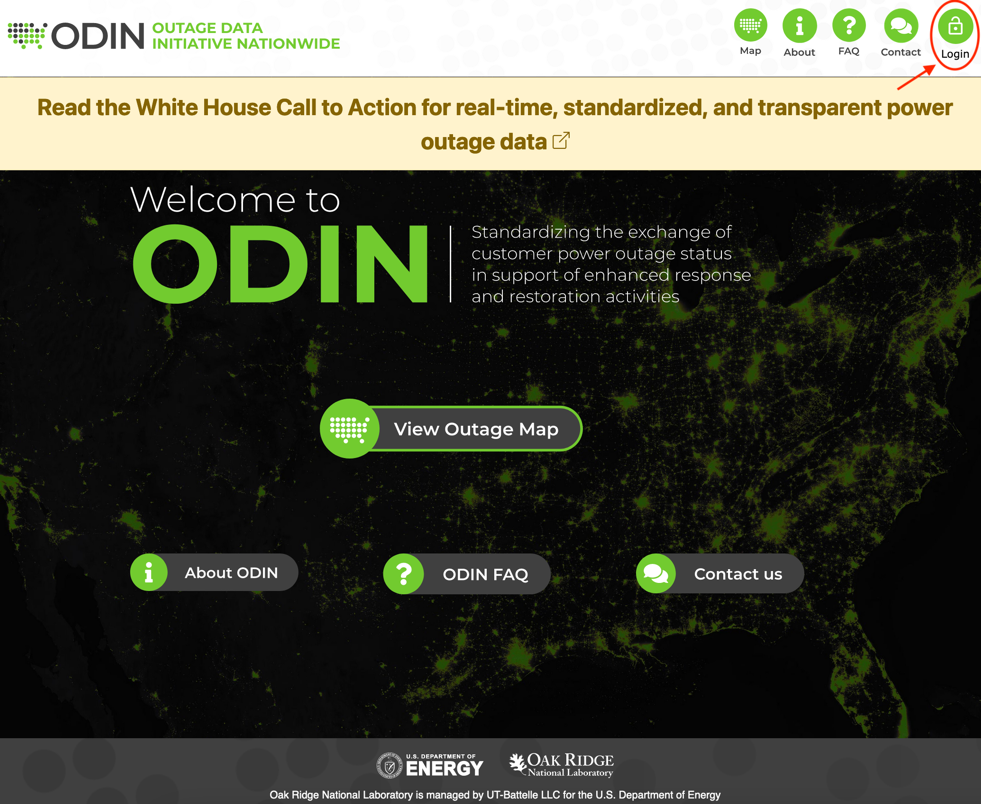 ODIN
OUTAGE DATA
INITIATIVE NATIONWIDE
Map
About
FAQ
Contact
Login
Read the White House Call to Action for real-time, standardized, and transparent power
outage data
Welcome to
ODIN
Standardizing the exchange of
customer power outage status
in support of enhanced response
and restoration activities
View Outage Map
About ODIN
ODIN FAQ
Contact us
U.S. DEPARTMENT OF
ENERGY
OAK RIDGE
National Laboratory
Oak Ridge National Laboratory is managed by UT-Battelle LLC for the U.S. Department of Energy